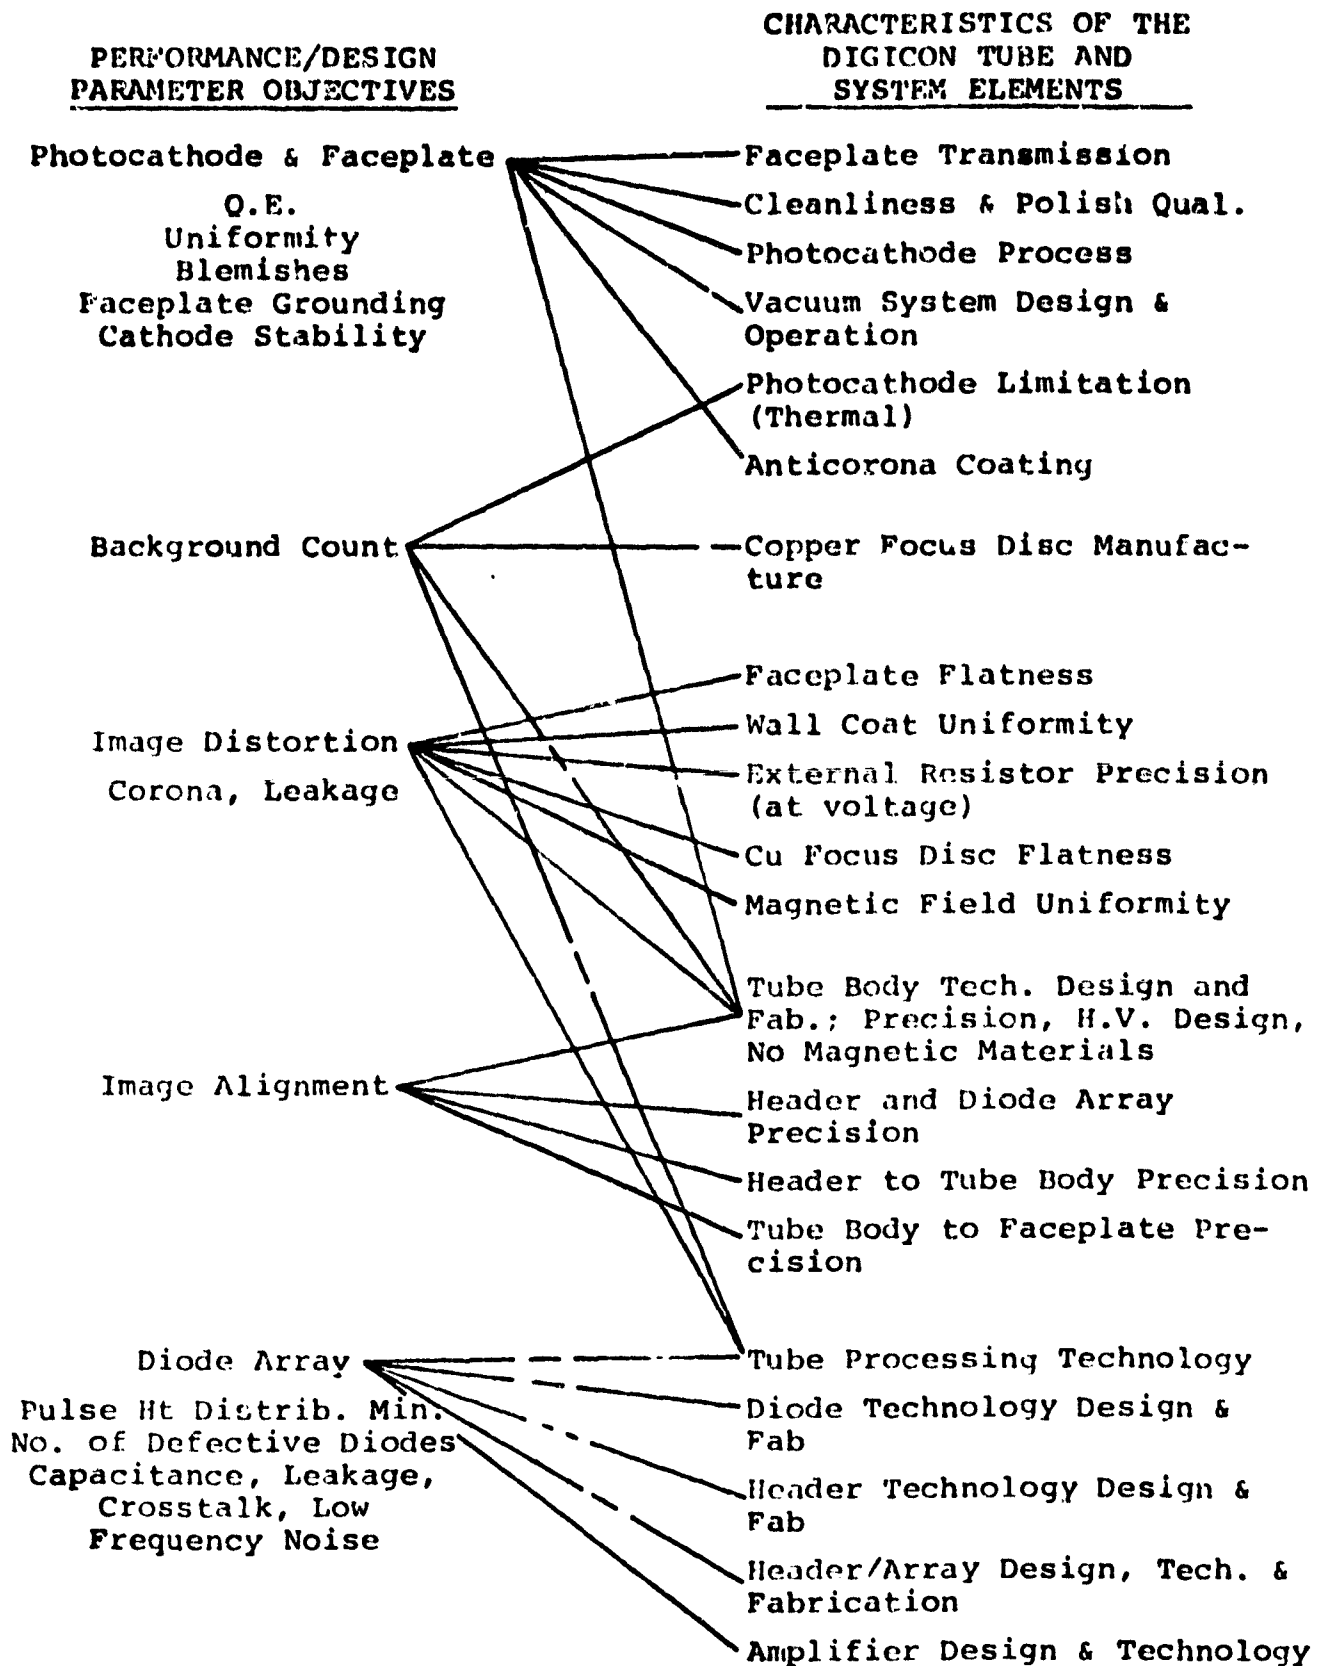 PERFORMANCE/DESIGN
PARAMETER OBJECTIVES
Photocathode & Faceplate
Q.E.
Uniformity
Blemishes
Faceplate Grounding
Cathode Stability
Background Count
Image Distortion
Corona, Leakage
Image Alignment
Diode Array
Pulse Ht Distrib. Min.
No. of Defective Diodes
Capacitance, Leakage,
Crosstalk, Low
Frequency Noise
CHARACTERISTICS OF THE
DIGICON TUBE AND
SYSTEM ELEMENTS
Faceplate Transmission
Cleanliness & Polish Qual.
Photocathode Process
Vacuum System Design &
Operation
Photocathode Limitation
(Thermal)
Anticorona Coating
Copper Focus Disc Manufac-
ture
Faceplate Flatness
Wall Coat Uniformity
External Resistor Precision
(at voltage)
Cu Focus Disc Flatness
Magnetic Field Uniformity
Tube Body Tech. Design and
Fab.; Precision, H.V. Design,
No Magnetic Materials
Header and Diode Array
Precision
Header to Tube Body Precision
Tube Body to Faceplate Pre-
cision
Tube Processing Technology
Diode Technology Design &
Fab
Header Technology Design &
Fab
Header/Array Design, Tech. &
Fabrication
Amplifier Design & Technology